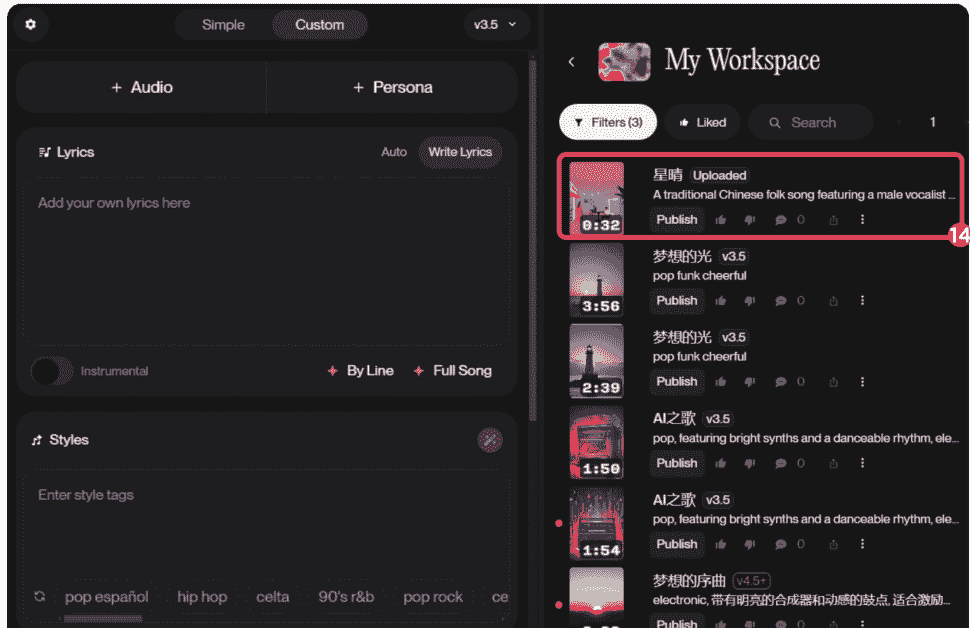 Simple
Custom
v3.5
+ Audio
+ Persona
Lyrics
Auto
Write Lyrics
Add your own lyrics here
Instrumental
By Line
Full Song
Styles
Enter style tags
pop español
hip hop
celta
90's r&b
pop rock
ce
My Workspace
Filters (3)
Liked
Search
1
星晴 Uploaded
A traditional Chinese folk song featuring a male vocalist ...
0:32
Publish 0
14
梦想的光 v3.5
pop funk cheerful
3:56
Publish 0
梦想的光 v3.5
pop funk cheerful
2:39
Publish 0
AI之歌 v3.5
pop, featuring bright synths and a danceable rhythm, ele...
1:50
Publish 0
AI之歌 v3.5
pop, featuring bright synths and a danceable rhythm, ele...
1:54
Publish 0
梦想的序曲 v4.5+
electronic, 带有明亮的合成器和动感的鼓点, 适合激励...
Publish